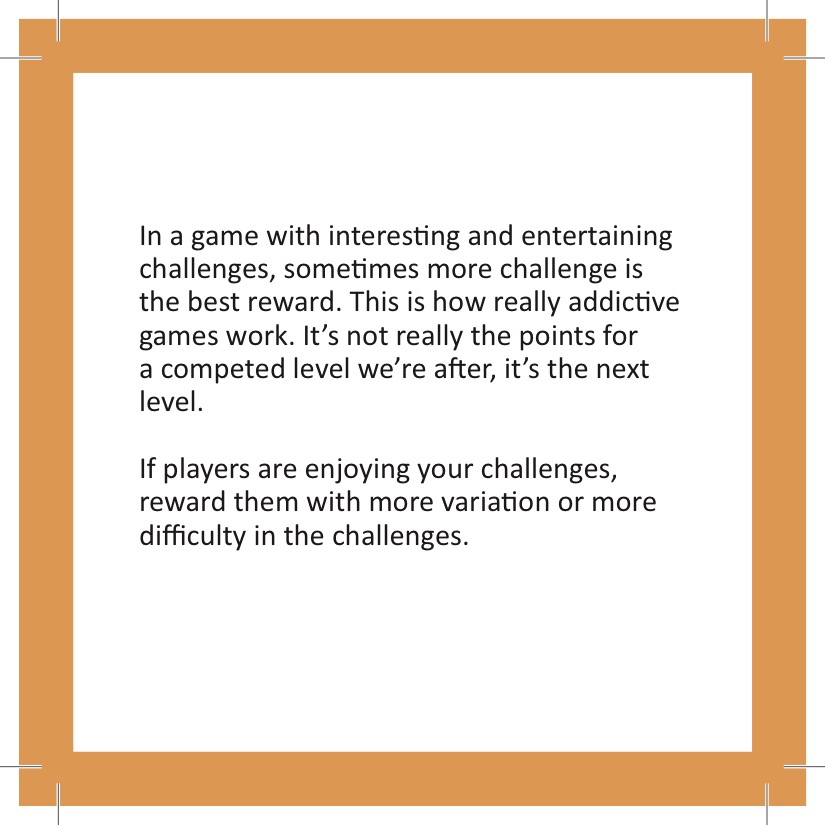 In a game with interesting and entertaining
challenges, sometimes more challenge is
the best reward. This is how really addictive
games work. It’s not really the points for
a competed level we’re after, it’s the next
level.
If players are enjoying your challenges,
reward them with more variation or more
difficulty in the challenges.